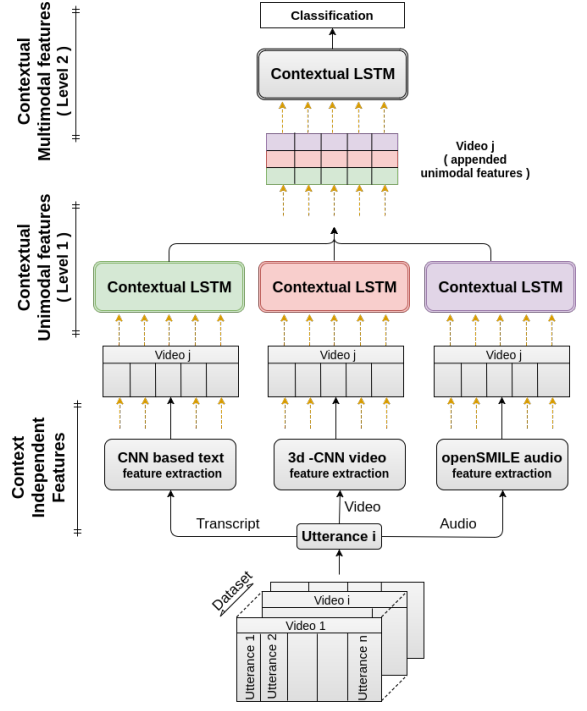 Classification
Contextual
Multimodal features
( Level 2 )
Contextual LSTM
Video j
( appended
unimodal features )
Contextual
Unimodal features
( Level 1 )
Contextual LSTM
Contextual LSTM
Contextual LSTM
Video j
Video j
Video j
Context
Independent
Features
CNN based text
feature extraction
3d -CNN video
feature extraction
openSMILE audio
feature extraction
Transcript
Video
Audio
Utterance i
Dataset
Video i
Video 1
Utterance 1
Utterance 2
Utterance n